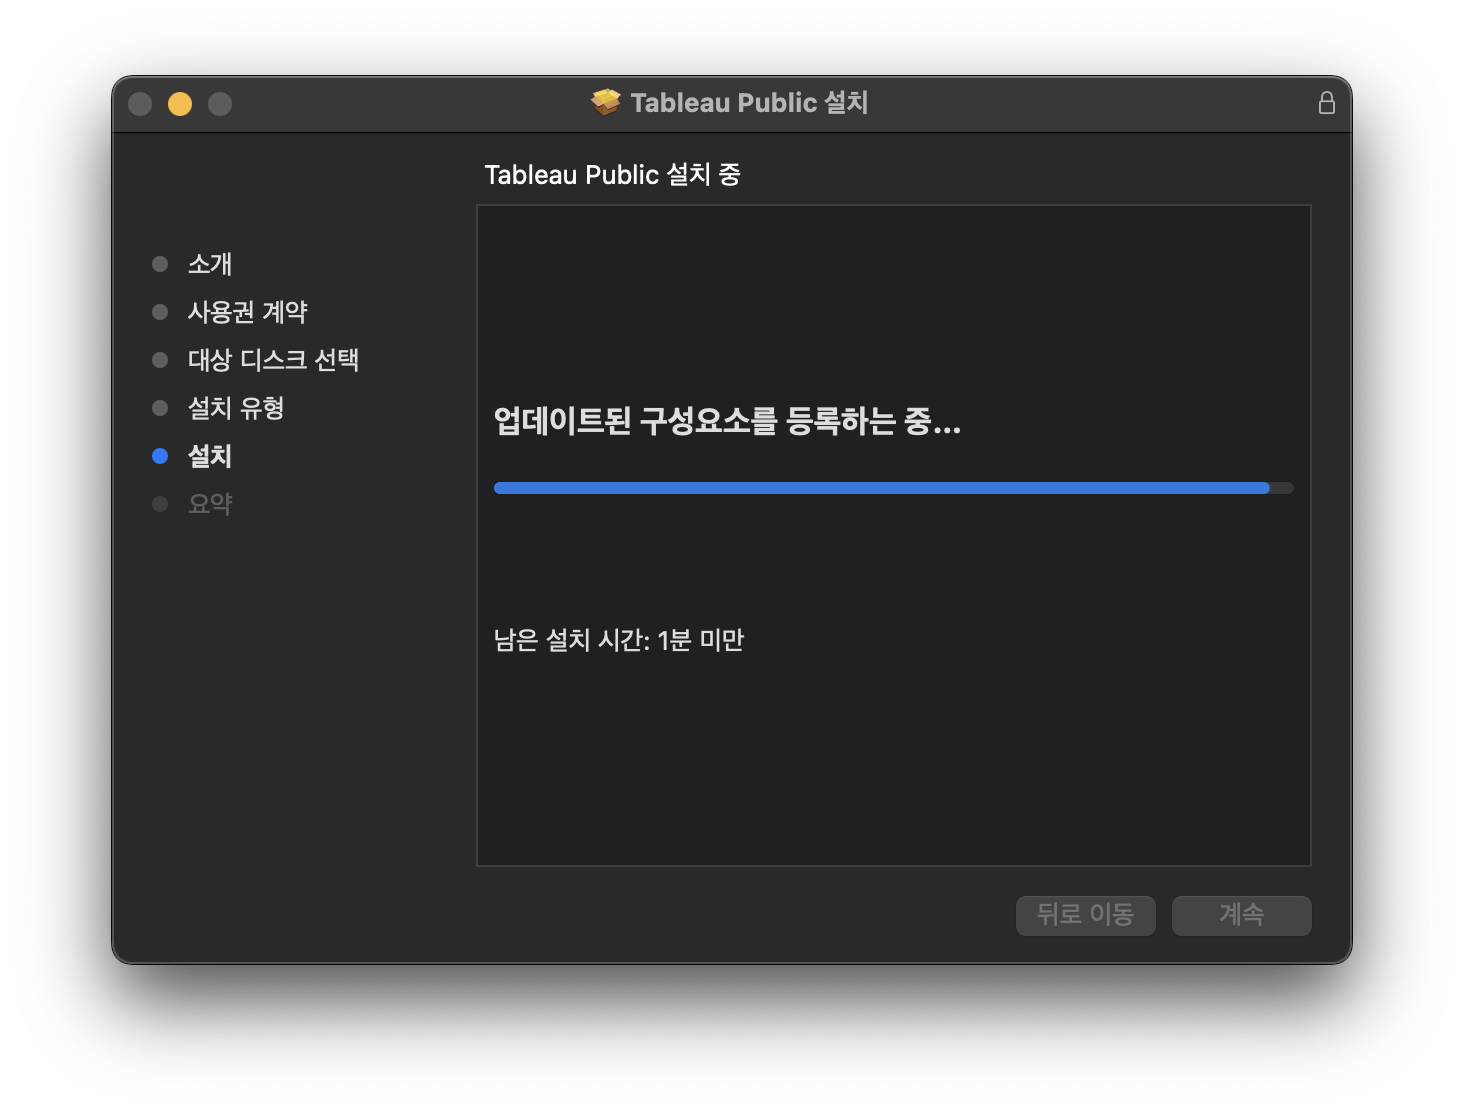 Tableau Public 설치
Tableau Public 설치 중
소개
사용권 계약
대상 디스크 선택
설치 유형
설치
요약
업데이트된 구성요소를 등록하는 중...
남은 설치 시간: 1분 미만
뒤로 이동
계속